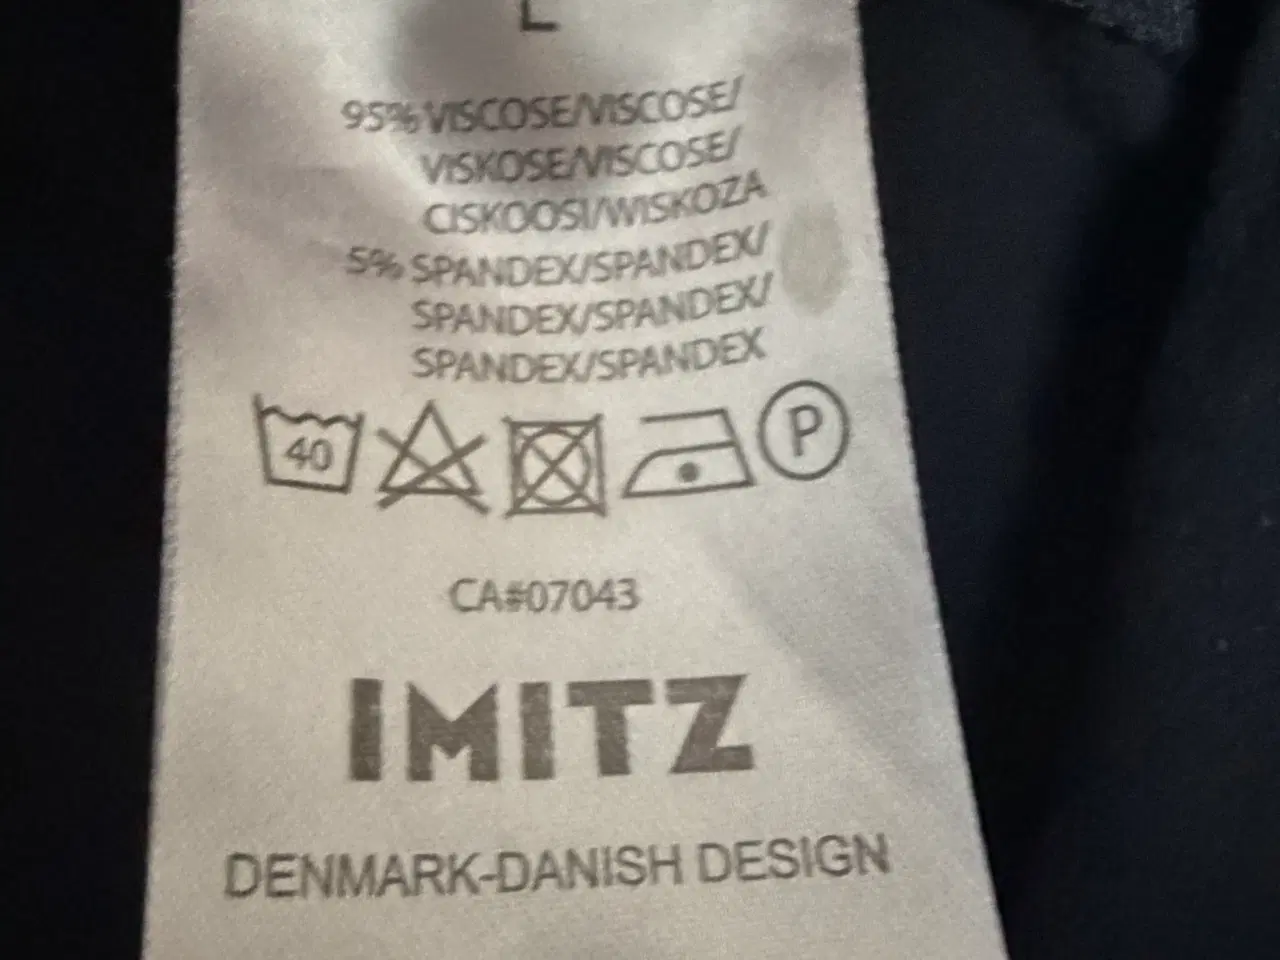 L
95% VISCOSE/VISCOSE/
VISKOSE/VISCOSE/
CISKOOSI/WISKOZA
5% SPANDEX/SPANDEX/
SPANDEX/SPANDEX/
SPANDEX/SPANDEX
40 P
CA#07043
IMITZ
DENMARK-DANISH DESIGN